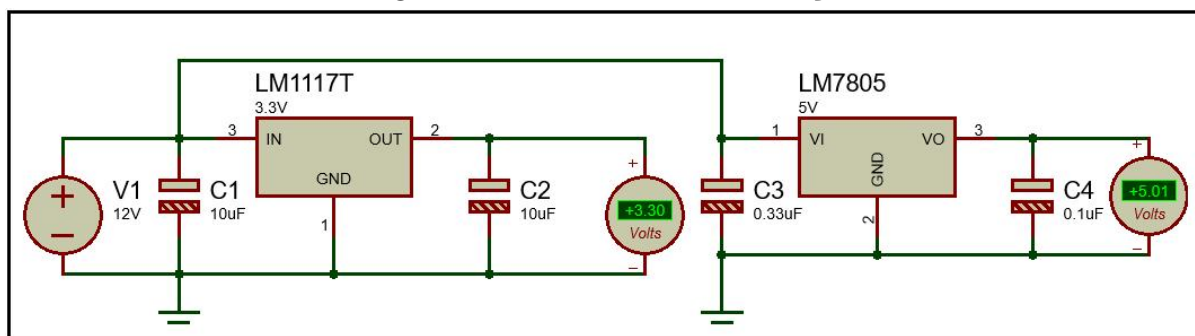 LM1117T
3.3V
3
IN
OUT
2
GND
1
V1
12V
C1
10uF
C2
10uF
+
+3.30
Volts
−
LM7805
5V
1
VI
VO
3
GND
2
C3
0.33uF
C4
0.1uF
+
+5.01
Volts
−